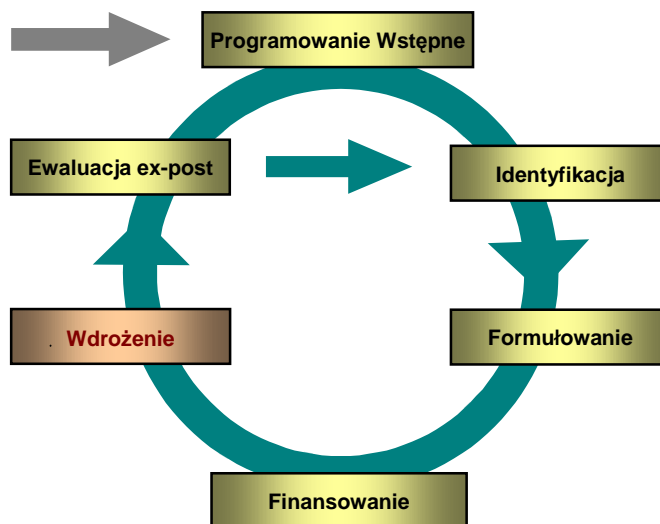 Programowanie Wstępne
Ewaluacja ex-post
Identyfikacja
. Wdrożenie
Formułowanie
Finansowanie